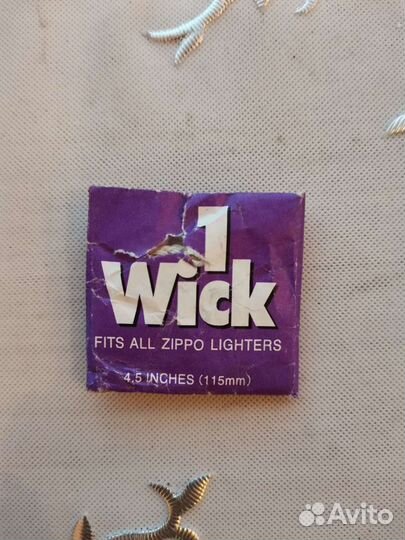 1
Wick
FITS ALL ZIPPO LIGHTERS
4.5 INCHES (115mm)
Avito